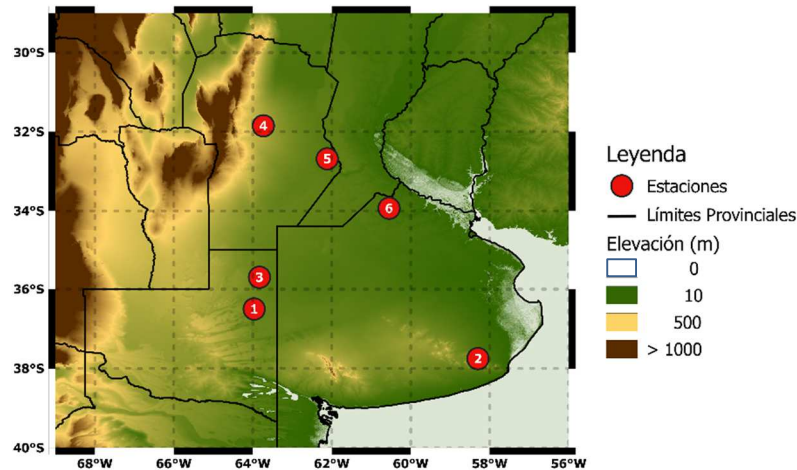 30°S
32°S
34°S
36°S
38°S
40°S
68°W
66°W
64°W
62°W
60°W
58°W
56°W
4
5
6
3
1
2
Leyenda
Estaciones
Límites Provinciales
Elevación (m)
0
10
500
> 1000